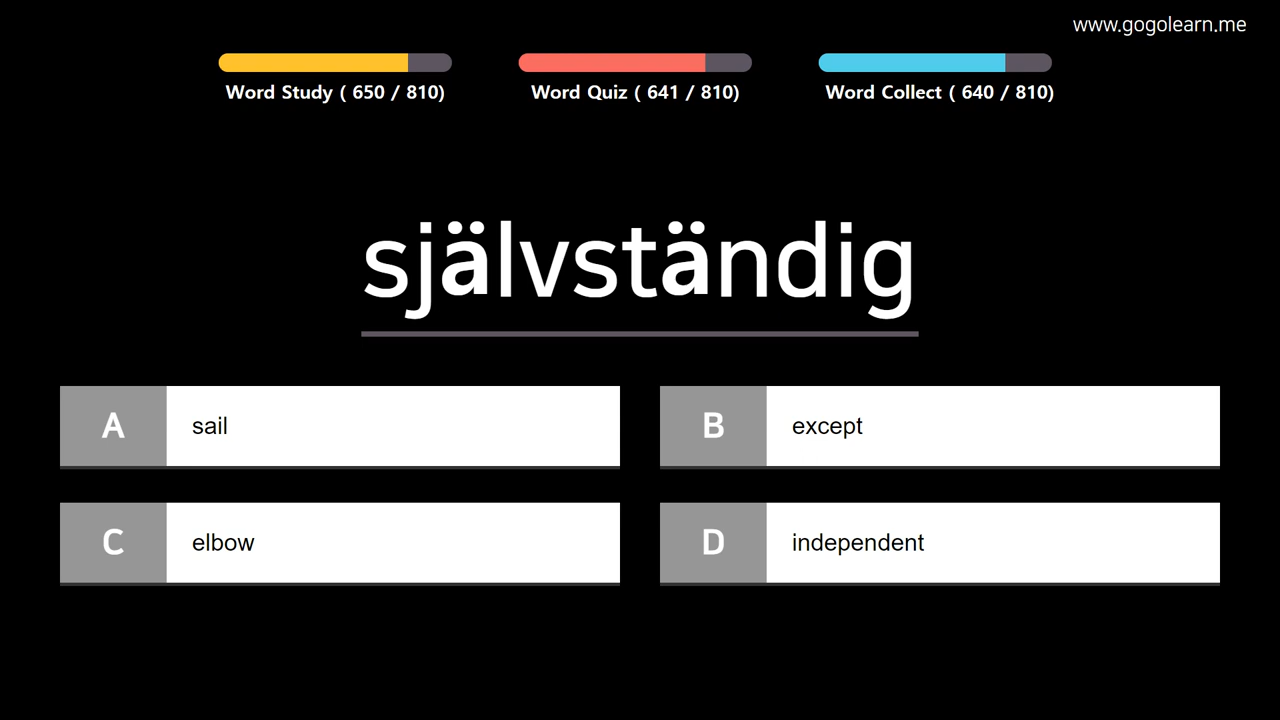 www.gogolearn.me
Word Study ( 650 / 810)
Word Quiz ( 641 / 810)
Word Collect ( 640 / 810)
självständig
A sail
B except
C elbow
D independent